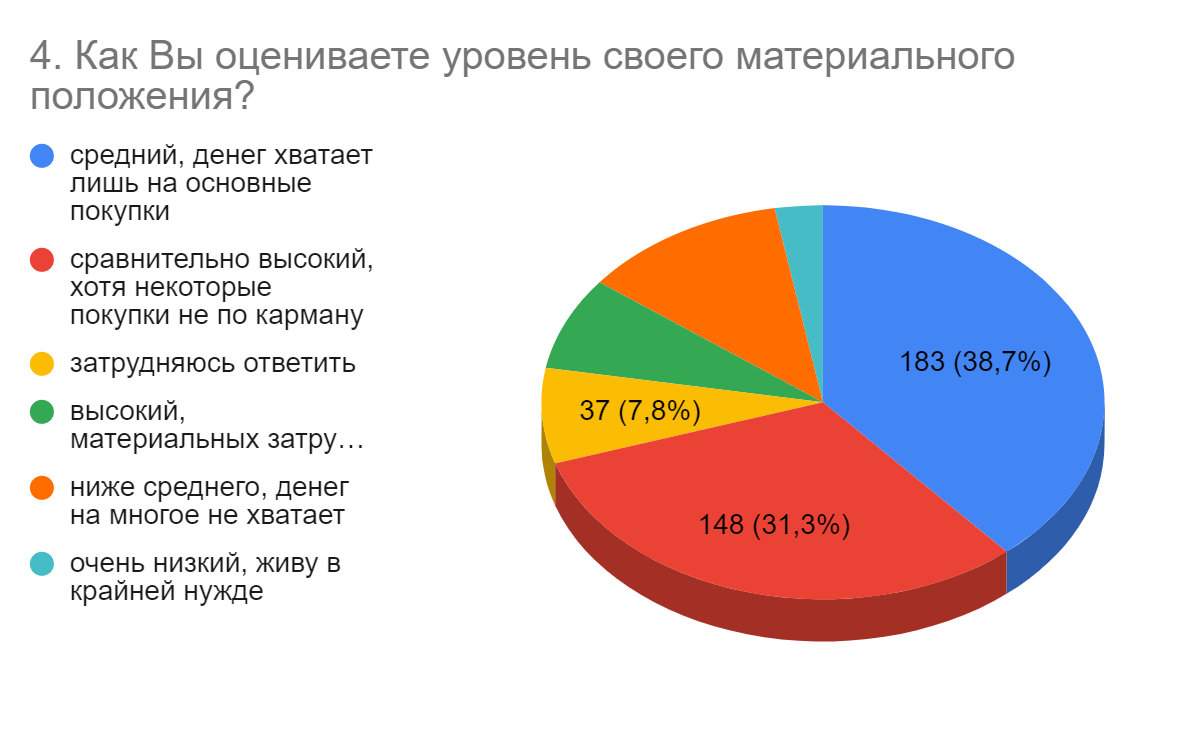 4. Как Вы оцениваете уровень своего материального
положения?
средний, денег хватает
лишь на основные
покупки
сравнительно высокий,
хотя некоторые
покупки не по карману
затрудняюсь ответить
высокий,
материальных затру…
ниже среднего, денег
на многое не хватает
очень низкий, живу в
крайней нужде
183 (38,7%)
37 (7,8%)
148 (31,3%)